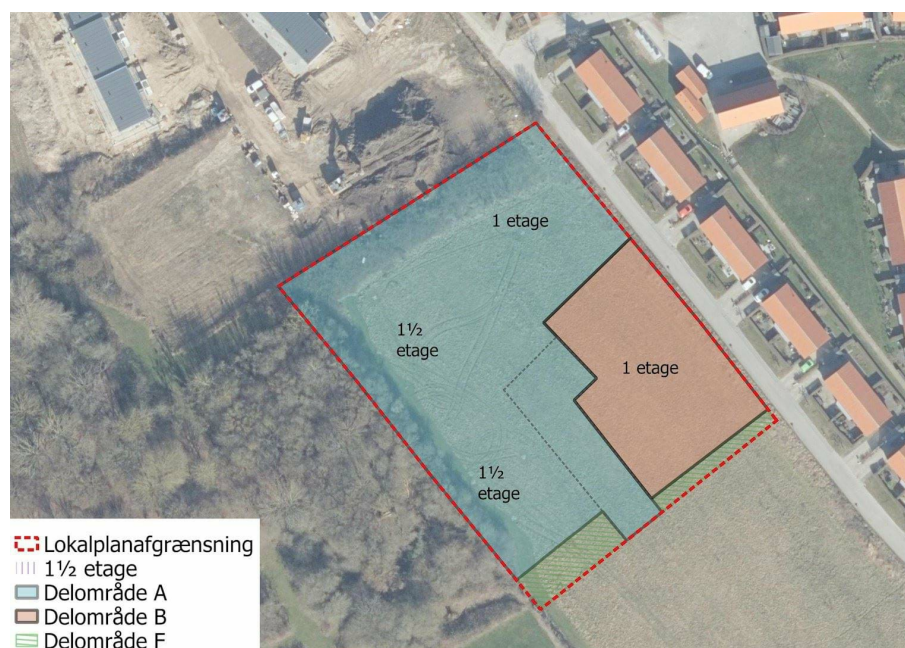 1 etage
1½
etage
1 etage
1½
etage
Lokalplanafgrænsning
1½ etage
Delområde A
Delområde B
Delområde F